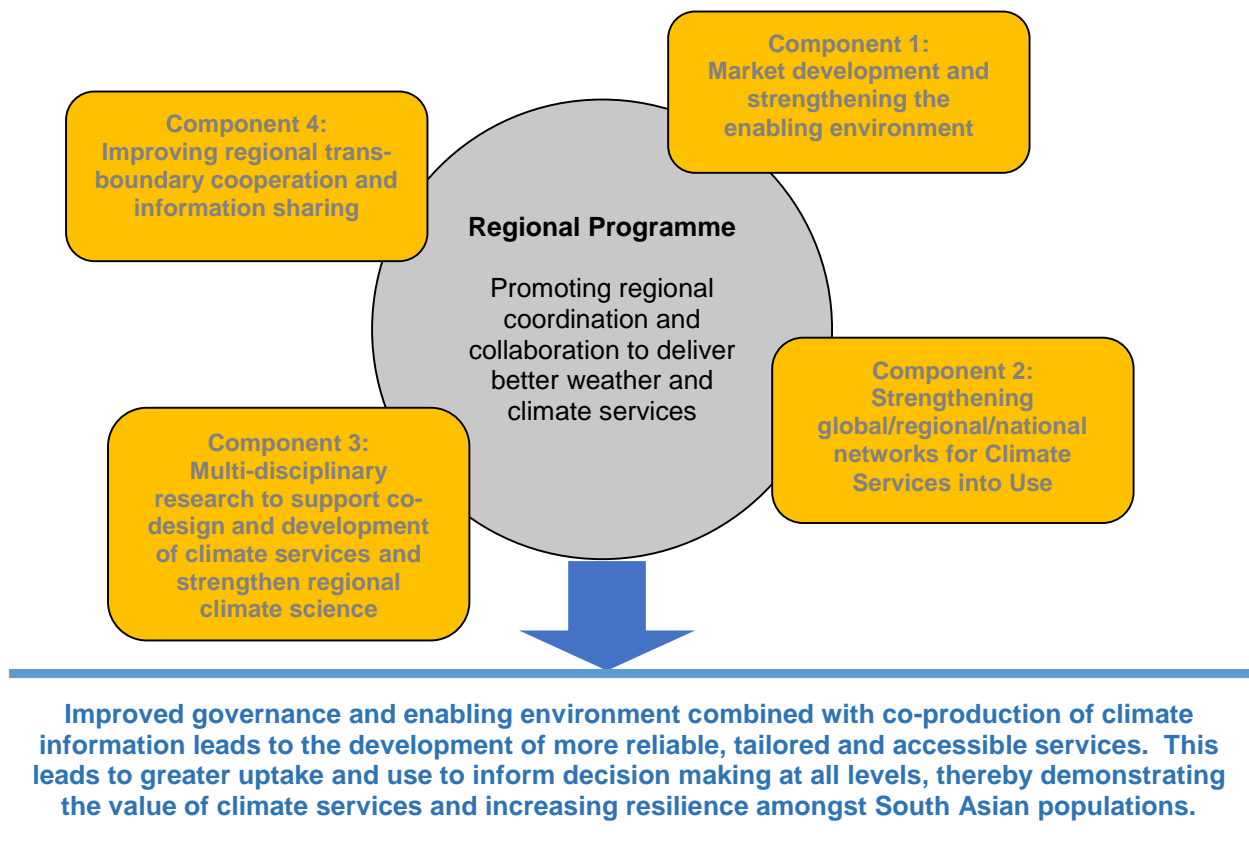 Component 1:
Market development and
strengthening the
enabling environment
Component 4:
Improving regional trans-
boundary cooperation and
information sharing
Regional Programme
Promoting regional
coordination and
collaboration to deliver
better weather and
climate services
Component 2:
Strengthening
global/regional/national
networks for Climate
Services into Use
Component 3:
Multi-disciplinary
research to support co-
design and development
of climate services and
strengthen regional
climate science
Improved governance and enabling environment combined with co-production of climate
information leads to the development of more reliable, tailored and accessible services.  This
leads to greater uptake and use to inform decision making at all levels, thereby demonstrating
the value of climate services and increasing resilience amongst South Asian populations.